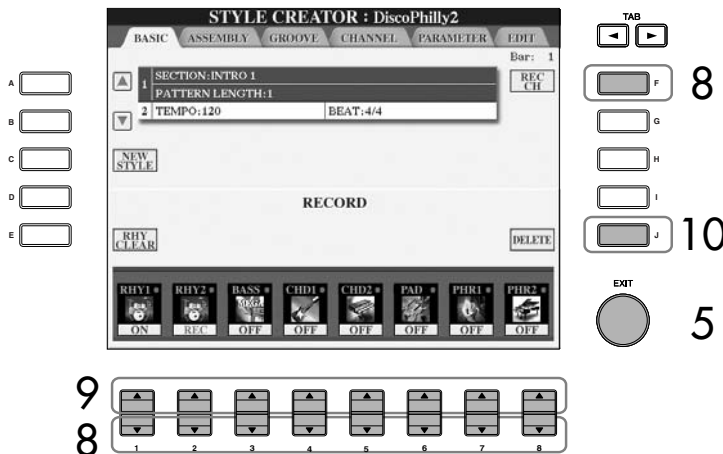 STYLE CREATOR : DiscoPhilly2
BASIC ASSEMBLY GROOVE CHANNEL PARAMETER EDIT
Bar: 1
1 SECTION:INTRO 1
PATTERN LENGTH:1
REC CH
2 TEMPO:120 BEAT:4/4
NEW STYLE
RECORD
RHY CLEAR
DELETE
RHY1 RHY2 BASS CHD1 CHD2 PAD PHR1 PHR2
ON REC OFF OFF OFF OFF OFF OFF
A
B
C
D
E
TAB
F 8
G
H
I
J 10
EXIT
5
9
8
1 2 3 4 5 6 7 8